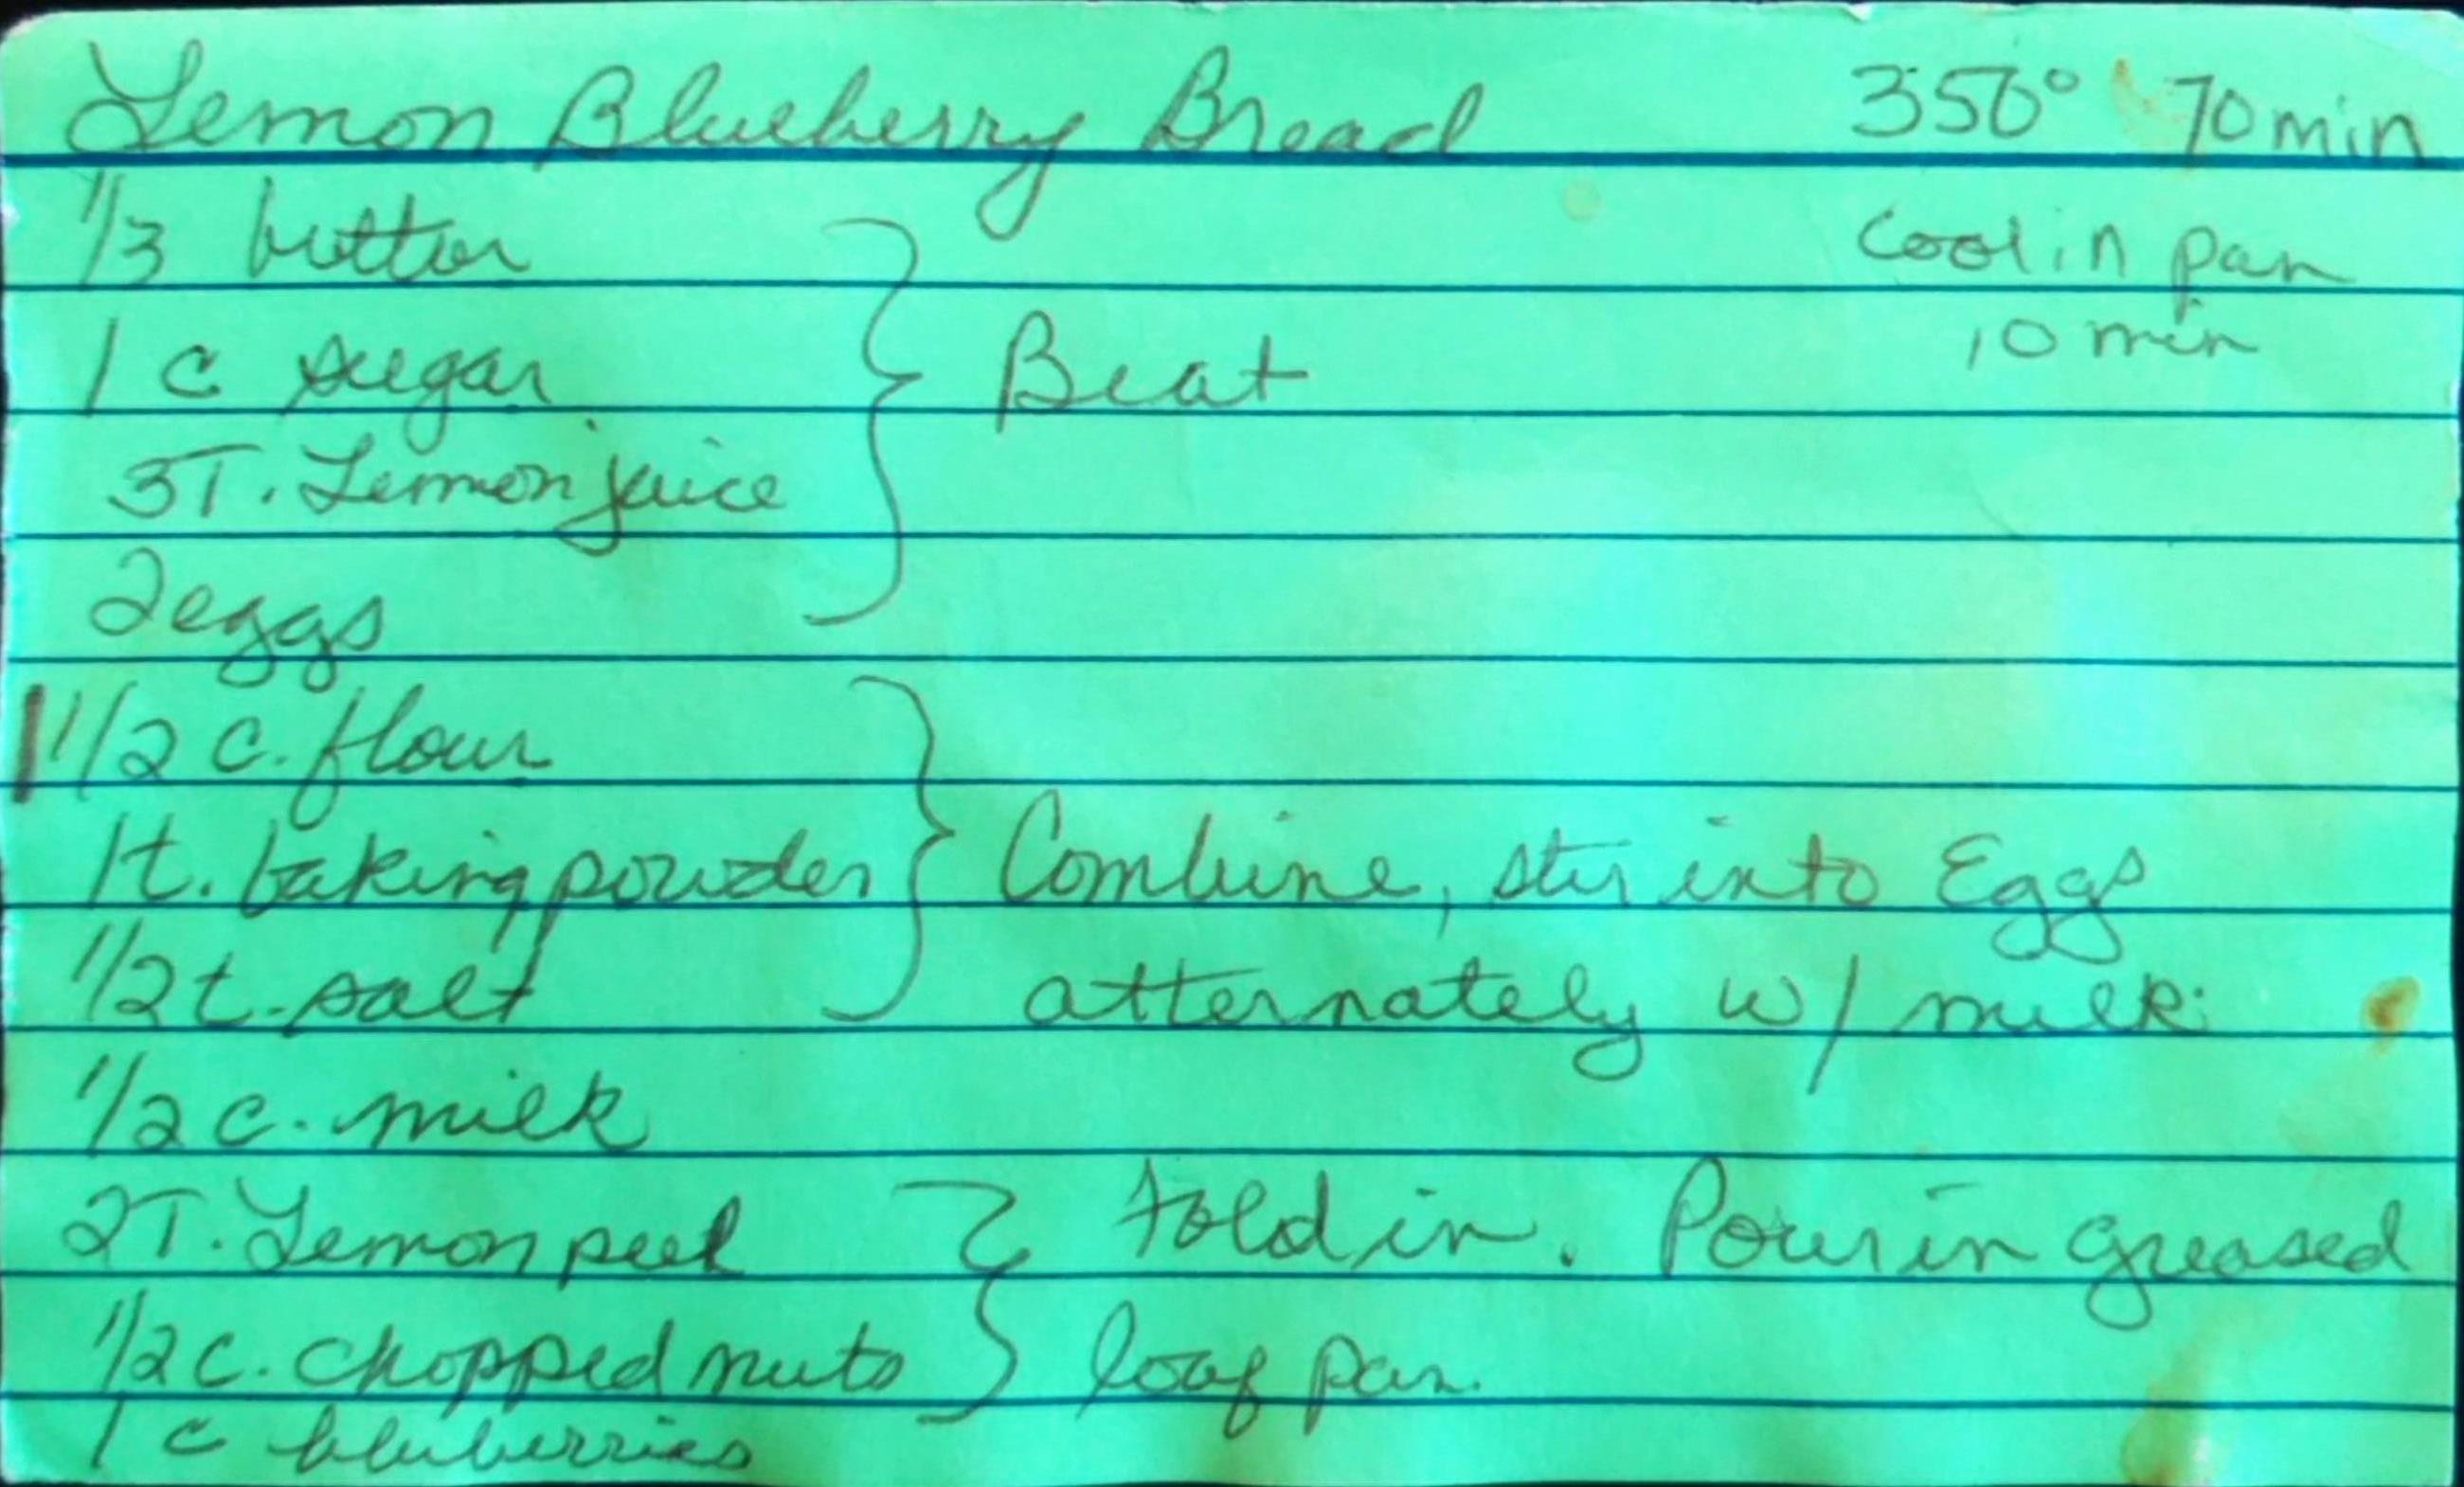 Lemon Blueberry Bread 350° 70 min
1/3 butter
cool in pan
1 c sugar
Beat
10 min
3T. Lemon juice
2 eggs
1 1/2 c. flour
1t. baking powder
Combine, stir into Eggs
1/2 t. salt
alternately w/ milk.
1/2 c. milk
2T. Lemon peel
Fold in. Pour in greased
1/2 c. chopped nuts
loaf pan.
1 c bluberries